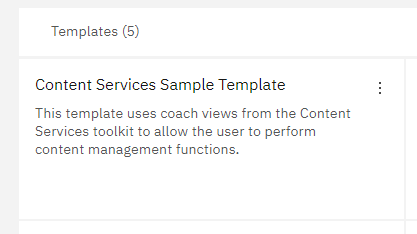 Templates (5)
Content Services Sample Template
This template uses coach views from the Content
Services toolkit to allow the user to perform
content management functions.